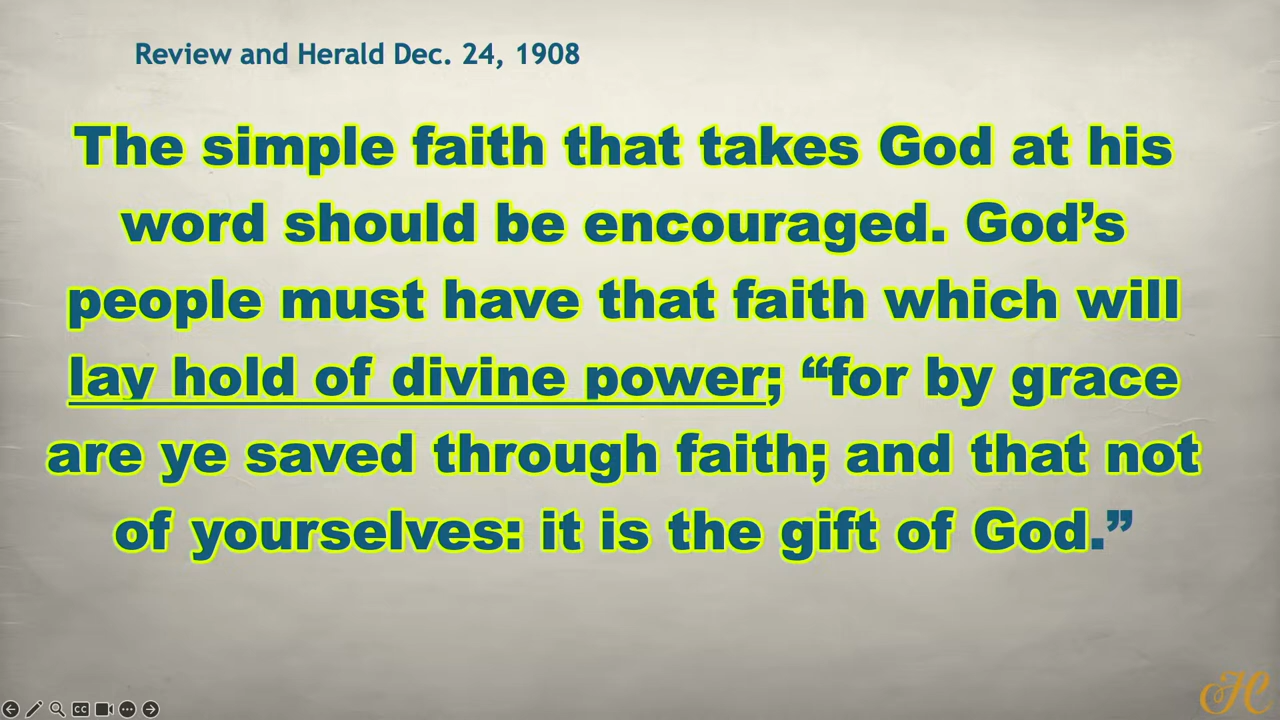 Review and Herald Dec. 24, 1908
The simple faith that takes God at his
word should be encouraged. God’s
people must have that faith which will
lay hold of divine power; “for by grace
are ye saved through faith; and that not
of yourselves: it is the gift of God.”
CC